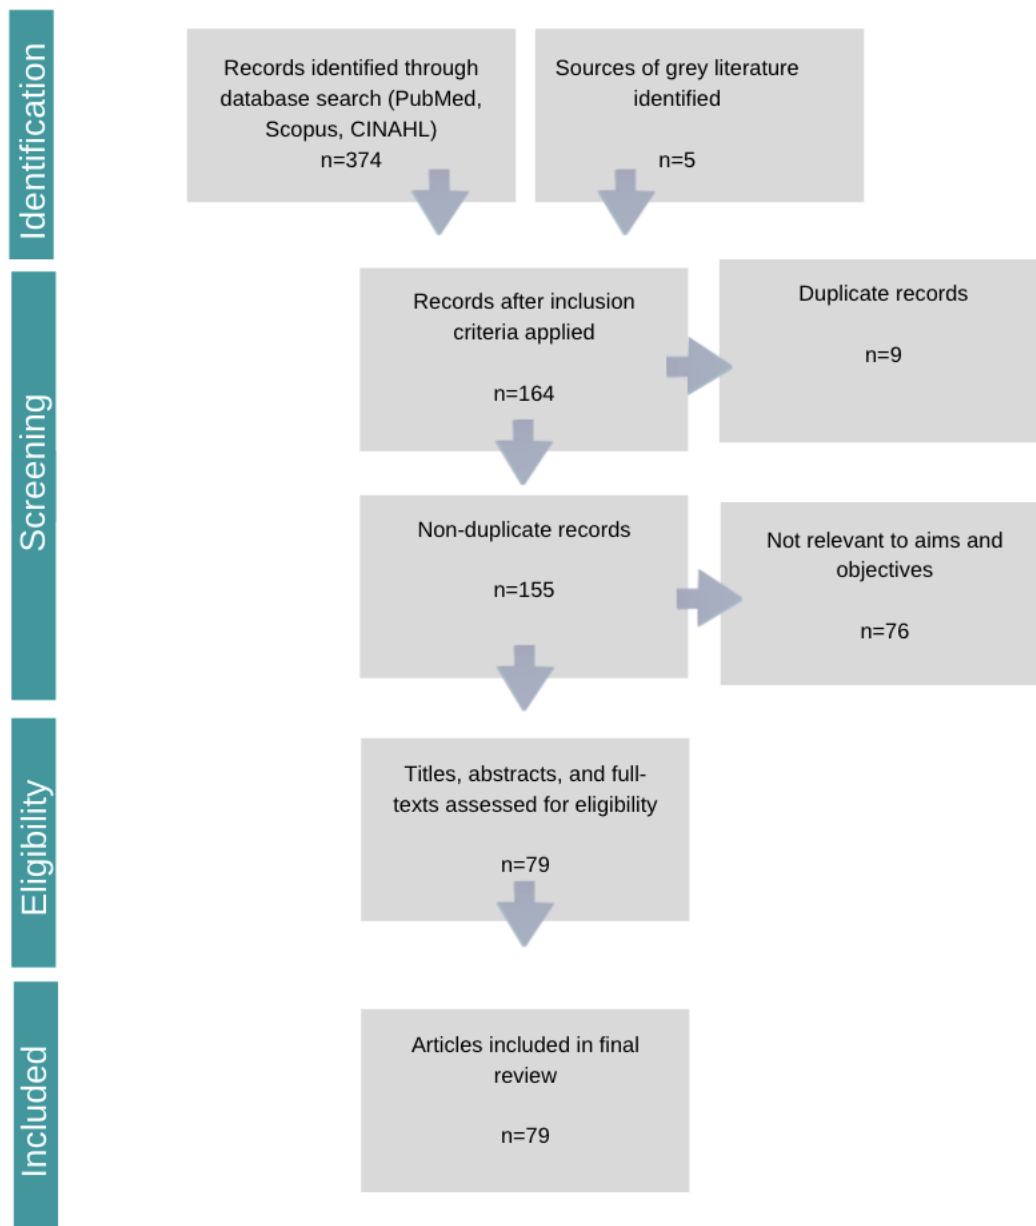 Identification
Records identified through
database search (PubMed,
Scopus, CINAHL)
n=374
Sources of grey literature
identified
n=5
Screening
Records after inclusion
criteria applied
n=164
Duplicate records
n=9
Non-duplicate records
n=155
Not relevant to aims and
objectives
n=76
Eligibility
Titles, abstracts, and full-
texts assessed for eligibility
n=79
Included
Articles included in final
review
n=79